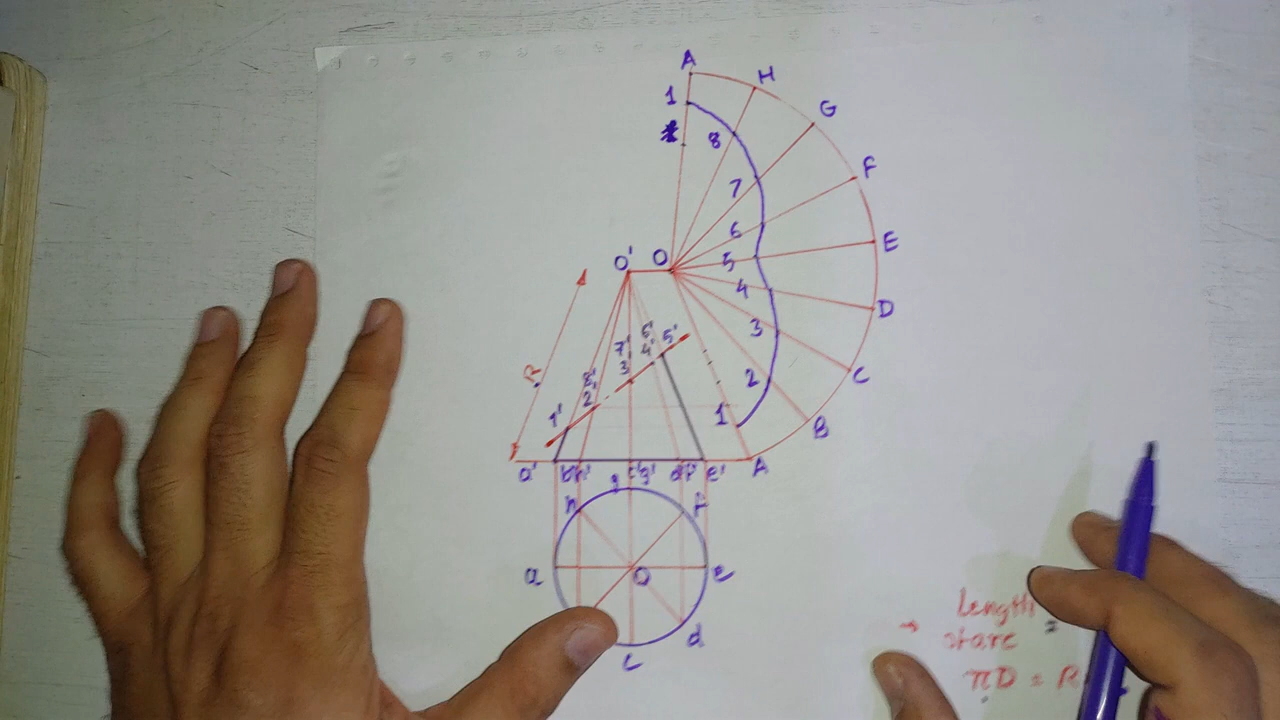 A
H
1
G
8
F
7
6
E
O' O
5
4
D
3
C
R
7' 6' 5'
4'
3
2
8'
1'
2
1
B
A
a' b' h' c' g' d' f' e'
g
h
f
a O e
d
c
→ Length
=
πD = R